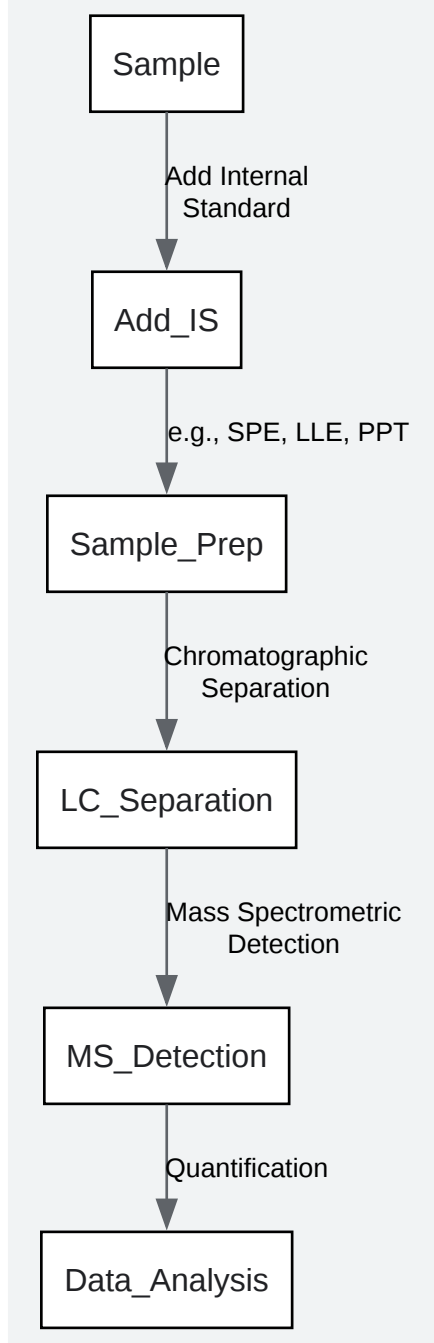 Sample
Add Internal
Standard
Add_IS
e.g., SPE, LLE, PPT
Sample_Prep
Chromatographic
Separation
LC_Separation
Mass Spectrometric
Detection
MS_Detection
Quantification
Data_Analysis